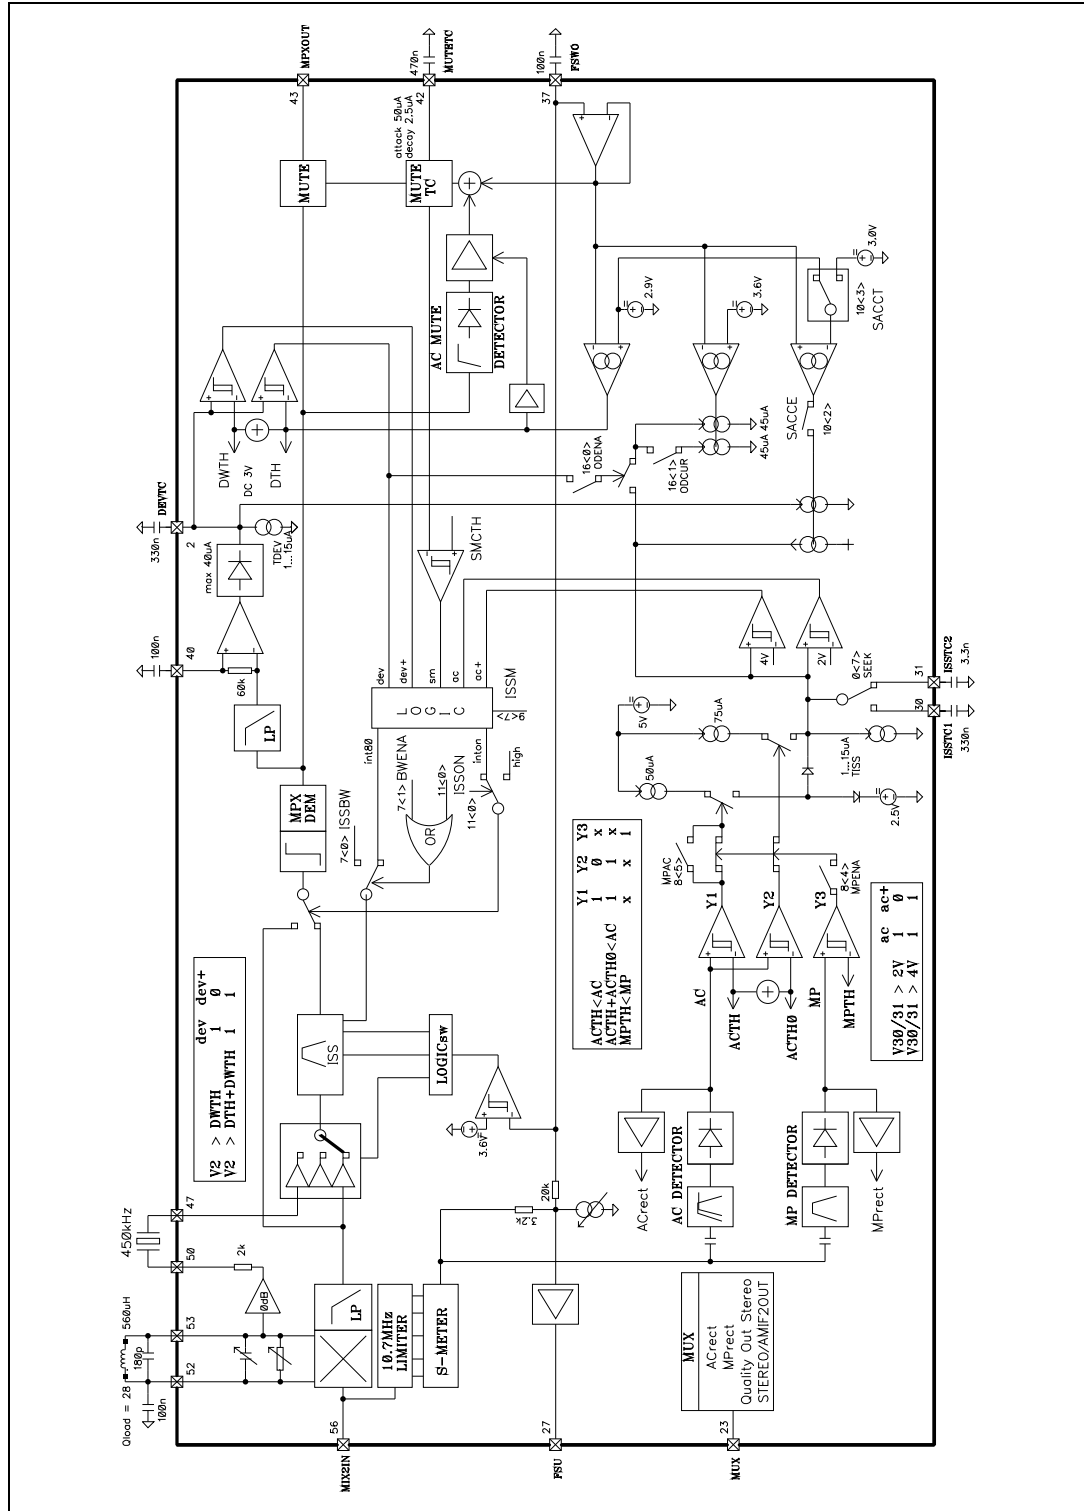 MPXOUT
43
470n
MUTETC
42
attack 50uA
decay 2.5uA
100n
FSWO
37
MUTE
MUTE
TC
AC MUTE
DETECTOR
2.9V
3.6V
3.0V
10<3>
SACCT
SACCE
10<2>
DEVTC
330n
2
max 40uA
TDEV
1...15uA
DWTH
DC 3V
DTH
16<0>
ODENA
16<1>
ODCUR
45uA 45uA
100n
40
60k
LP
SMCTH
MPX
DEM
dev
dev+
sm
ac
ac+
LOGIC
int80
inton
ISSM
9<7>
7<0> ISSBW
7<1> BWENA
11<0>
OR
ISSON
11<0>
high
4V
2V
0<7>
SEEK
31
ISSTC2
3.3n
30
ISSTC1
330n
5V
75uA
50uA
1...15uA
TISS
2.5V
Y1 Y2 Y3
ACTH<AC 1 0 x
ACTH+ACTH0<AC 1 1 x
MPTH<MP x x 1
MPAC
8<5>
Y1
Y2
Y3
8<4>
MPENA
AC
ACTH
ACTH0
MP
MPTH
ac ac+
V30/31 > 2V 1 0
V30/31 > 4V 1 1
dev dev+
V2 > DWTH 1 0
V2 > DTH+DWTH 1 1
ISS
LOGICsw
3.6V
47
450kHz
50
2k
0dB
53
560uH
180p
52
Qload = 28
100n
LP
10.7MHz
LIMITER
S-METER
3.2k
20k
ACrect
AC DETECTOR
MP DETECTOR
MPrect
MUX
ACrect
MPrect
Quality Out Stereo
STEREO/AMIF2OUT
56
MIX2IN
27
FSU
23
MUX